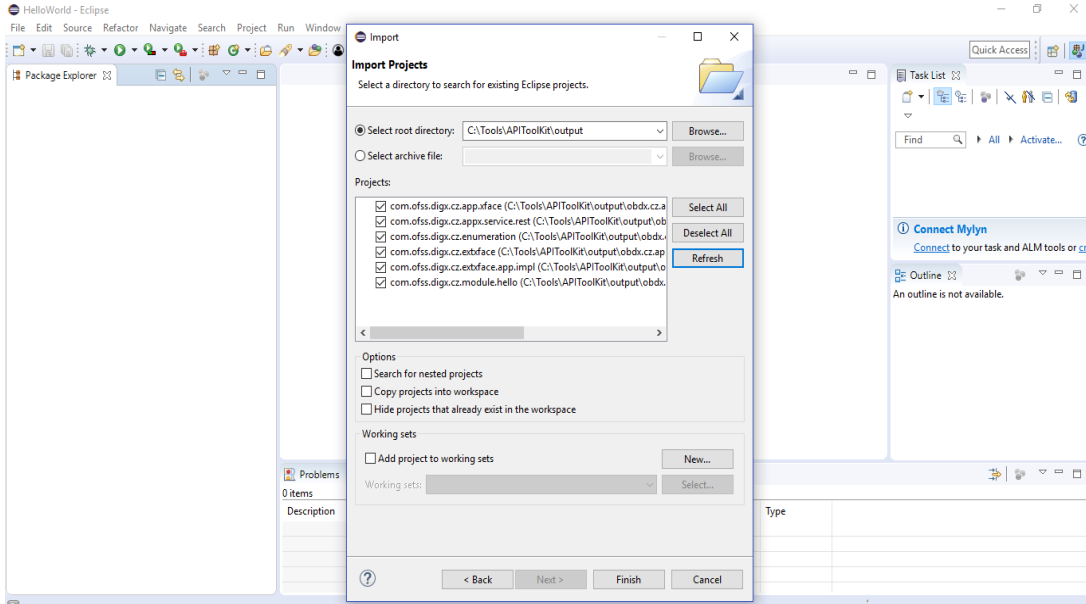 HelloWorld - Eclipse
File Edit Source Refactor Navigate Search Project Run Window
Quick Access
Package Explorer
Import
Import Projects
Select a directory to search for existing Eclipse projects.
Select root directory: C:\Tools\APIToolKit\output Browse...
Select archive file: Browse...
Projects:
com.ofss.digx.cz.app.xface (C:\Tools\APIToolKit\output\obdx.cz.a
com.ofss.digx.cz.appx.service.rest (C:\Tools\APIToolKit\output\ob
com.ofss.digx.cz.enumeration (C:\Tools\APIToolKit\output\obdx.
com.ofss.digx.cz.extxface (C:\Tools\APIToolKit\output\obdx.cz.ap
com.ofss.digx.cz.extxface.app.impl (C:\Tools\APIToolKit\output\o
com.ofss.digx.cz.module.hello (C:\Tools\APIToolKit\output\obdx.
Select All
Deselect All
Refresh
Options
Search for nested projects
Copy projects into workspace
Hide projects that already exist in the workspace
Working sets
Add project to working sets New...
Working sets: Select...
< Back Next > Finish Cancel
Task List
Find All Activate...
Connect Mylyn
Connect to your task and ALM tools or cr
Outline
An outline is not available.
Problems
0 items
Description Type